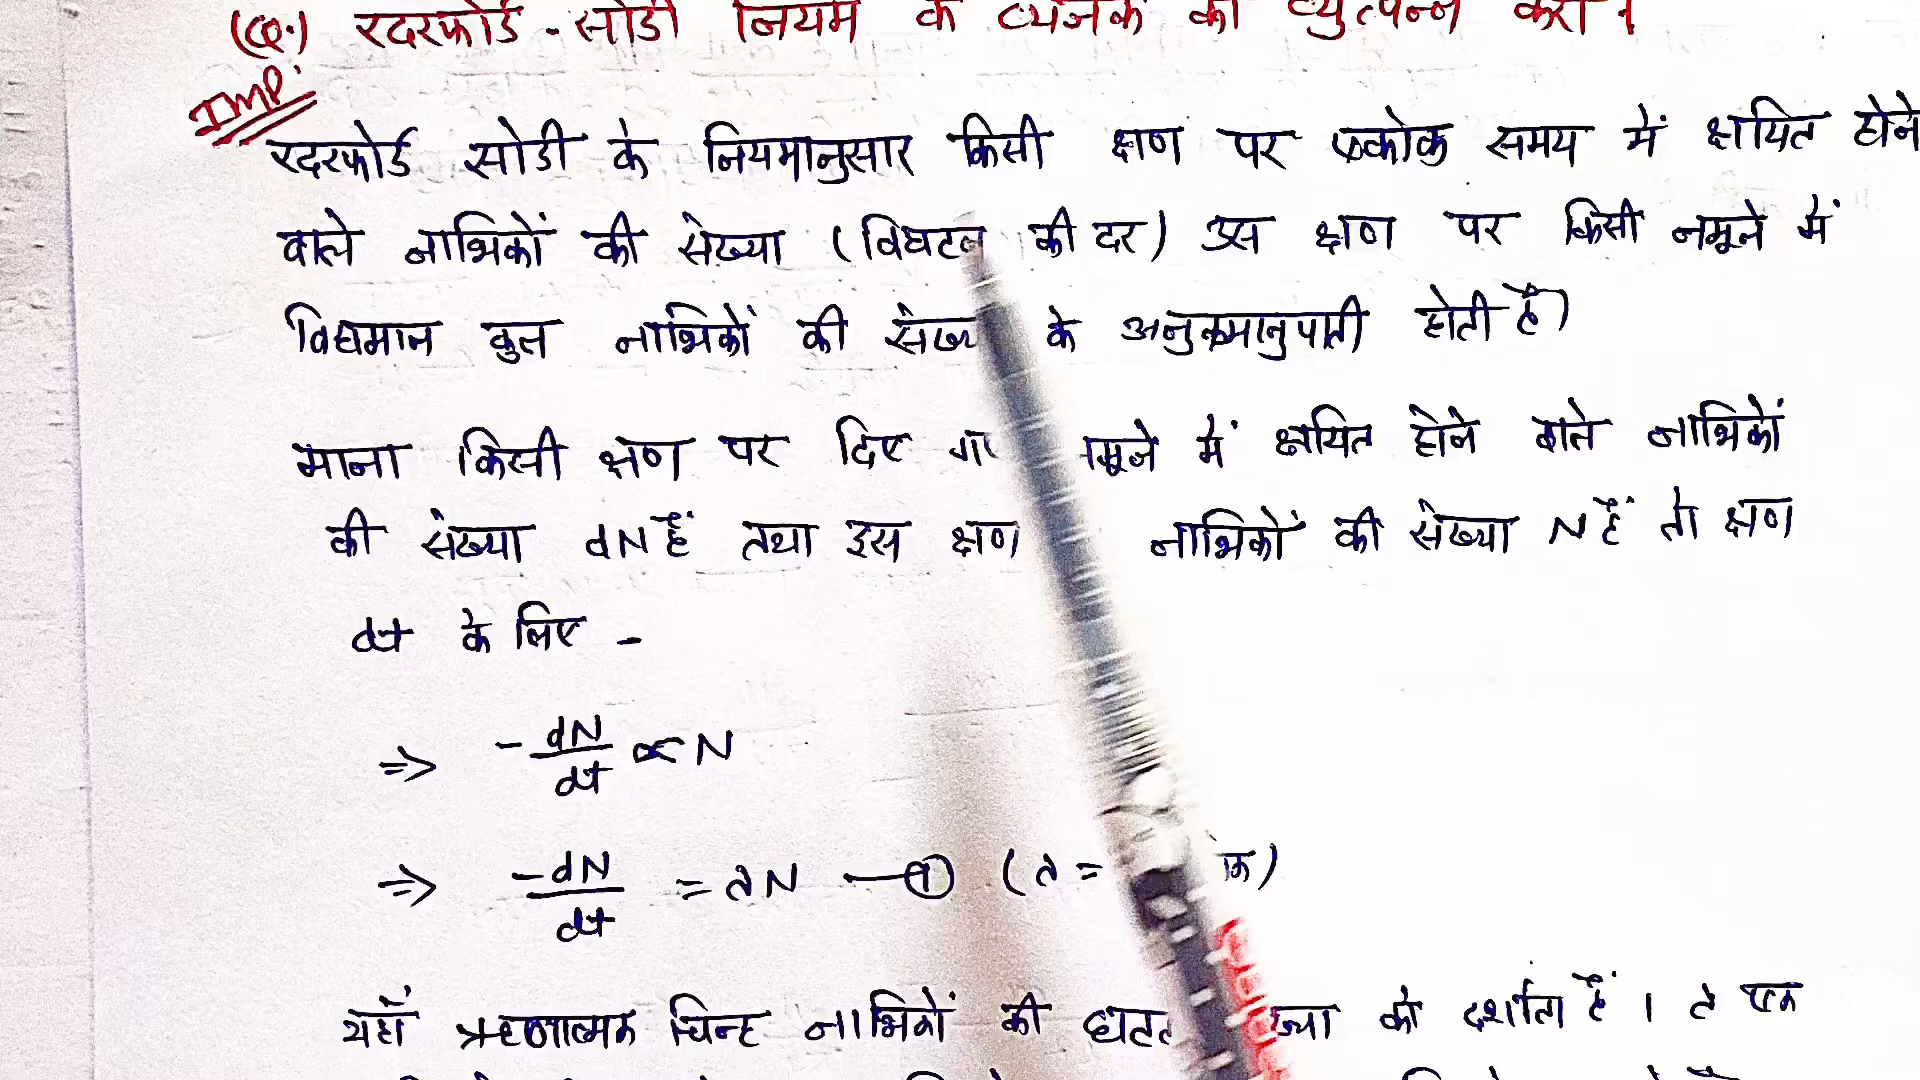 (Q.) रदरफोर्ड - सोडी नियम के व्यंजक को व्युत्पन्न करो ।
IMP.
रदरफोर्ड सोडी के नियमानुसार किसी क्षण पर एकांक समय में क्षयित होने
वाले नाभिकों की संख्या (विघटन की दर) उस क्षण पर किसी नमूने में
विद्यमान कुल नाभिकों की संख्या के अनुक्रमानुपाती होती है)
माना किसी क्षण पर दिए नमूने में क्षयित होने वाले नाभिकों
की संख्या dN हैं तथा इस क्षण नाभिकों की संख्या N हैं तो क्षण
dt के लिए -
⇒ -dN/dt ∝ N
⇒ -dN/dt = λN —① (λ =
यहाँ ऋणात्मक चिन्ह नाभिकों की को दर्शाता हैं । λ एक